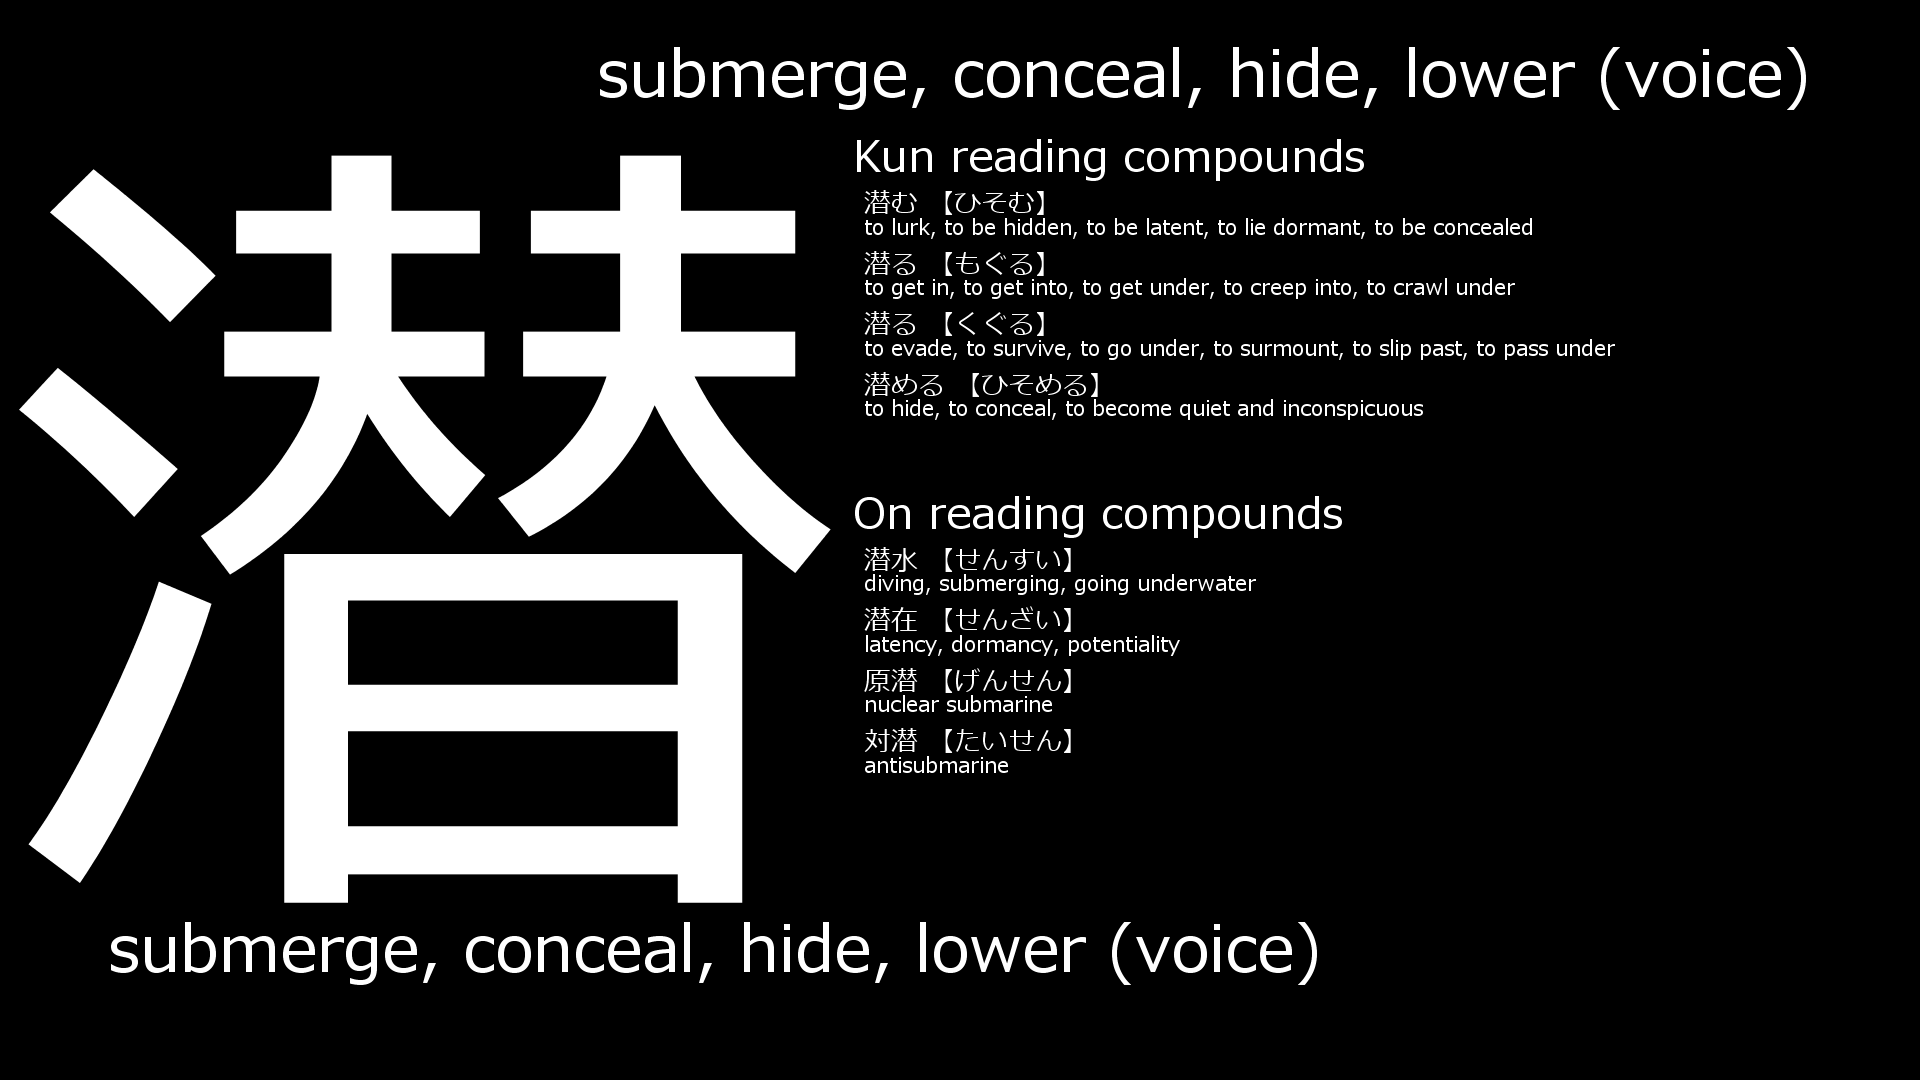 submerge, conceal, hide, lower (voice)
潜
Kun reading compounds
潜む 【ひそむ】
to lurk, to be hidden, to be latent, to lie dormant, to be concealed
潜る 【もぐる】
to get in, to get into, to get under, to creep into, to crawl under
潜る 【くぐる】
to evade, to survive, to go under, to surmount, to slip past, to pass under
潜める 【ひそめる】
to hide, to conceal, to become quiet and inconspicuous
On reading compounds
潜水 【せんすい】
diving, submerging, going underwater
潜在 【せんざい】
latency, dormancy, potentiality
原潜 【げんせん】
nuclear submarine
対潜 【たいせん】
antisubmarine
submerge, conceal, hide, lower (voice)